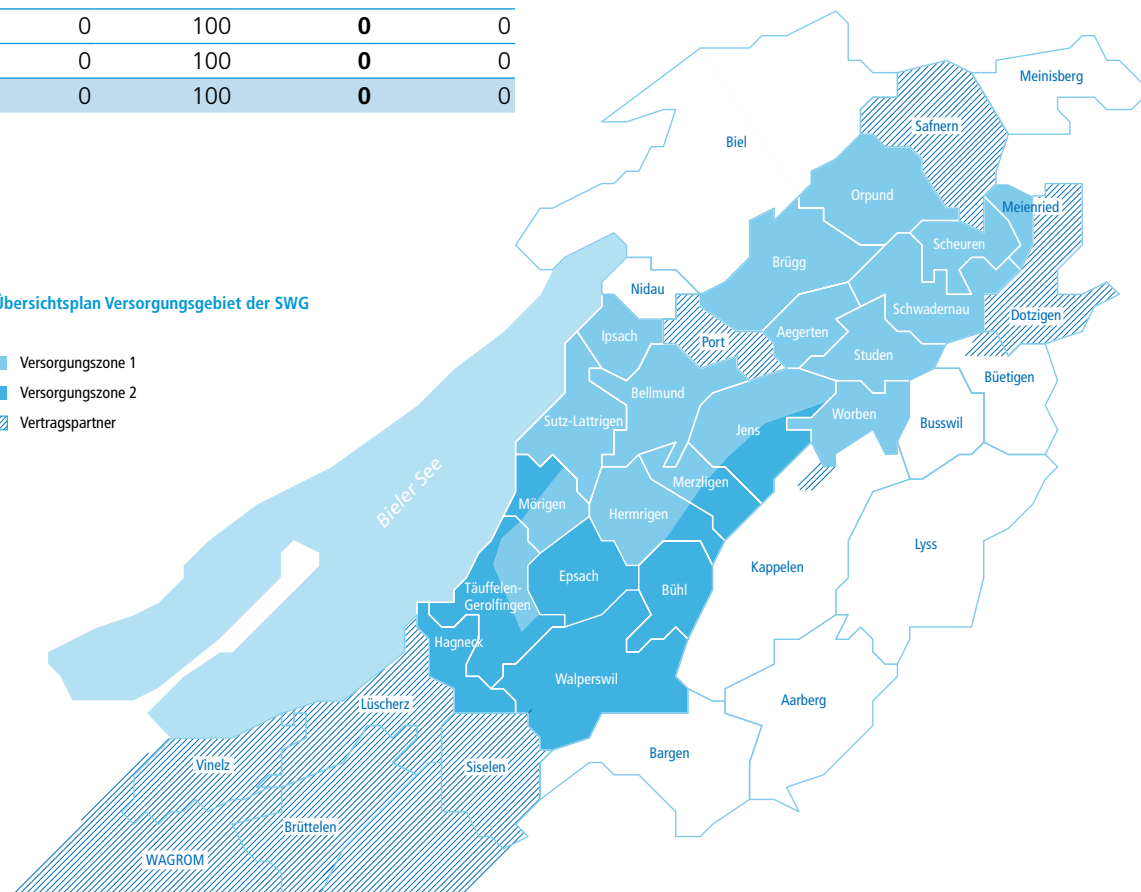 0 100 0 0
0 100 0 0
0 100 0 0
Meinisberg
Safnern
Biel
Orpund
Meienried
Scheuren
Brügg
Nidau
Übersichtsplan Versorgungsgebiet der SWG
Schwadernau
Dotzigen
Ipsach
Port
Aegerten
Studen
Versorgungszone 1
Büetigen
Versorgungszone 2
Bellmund
Worben
Vertragspartner
Sutz-Lattrigen
Jens
Busswil
Bieler See
Merzligen
Mörigen
Hermrigen
Lyss
Kappelen
Epsach
Täuffelen-
Gerolfingen
Bühl
Hagneck
Walperswil
Lüscherz
Aarberg
Bargen
Vinelz
Siselen
Brüttelen
WAGROM